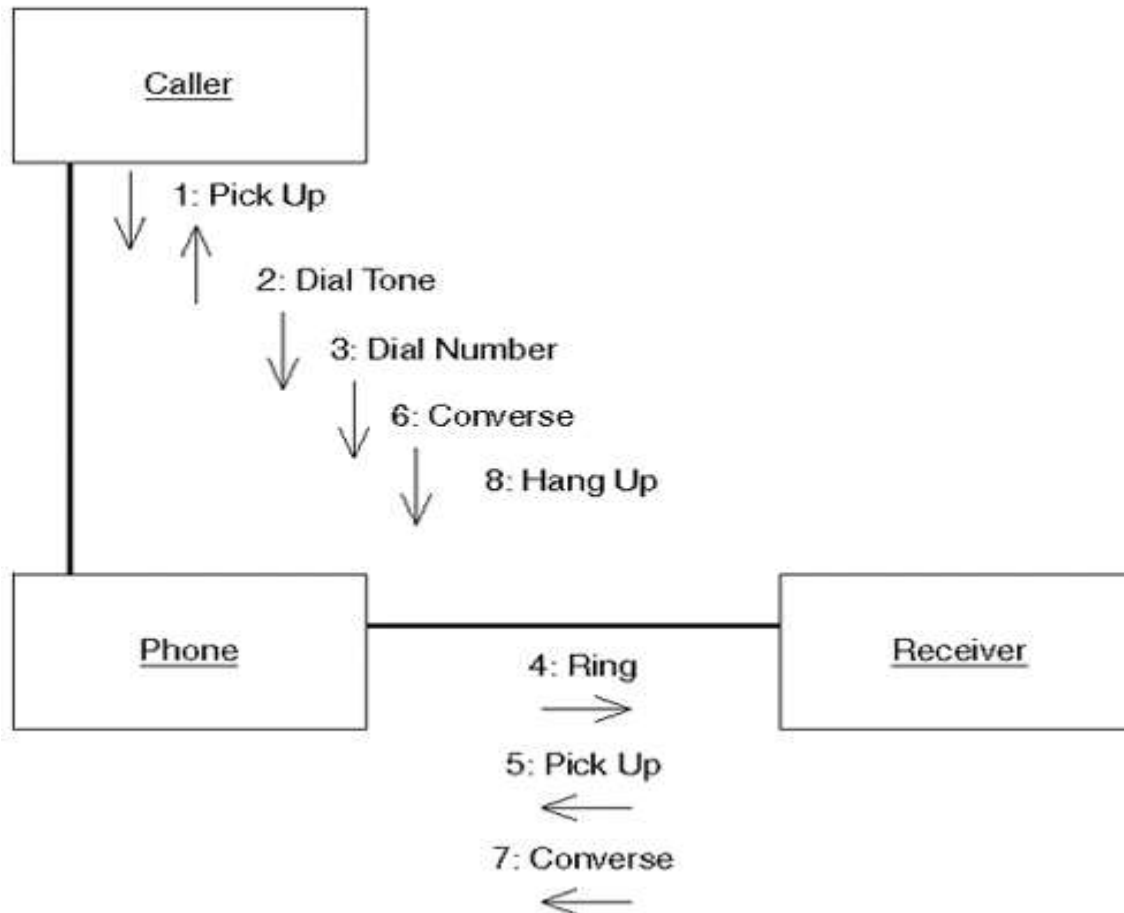 Caller
1: Pick Up
2: Dial Tone
3: Dial Number
6: Converse
8: Hang Up
Phone
Receiver
4: Ring
5: Pick Up
7: Converse